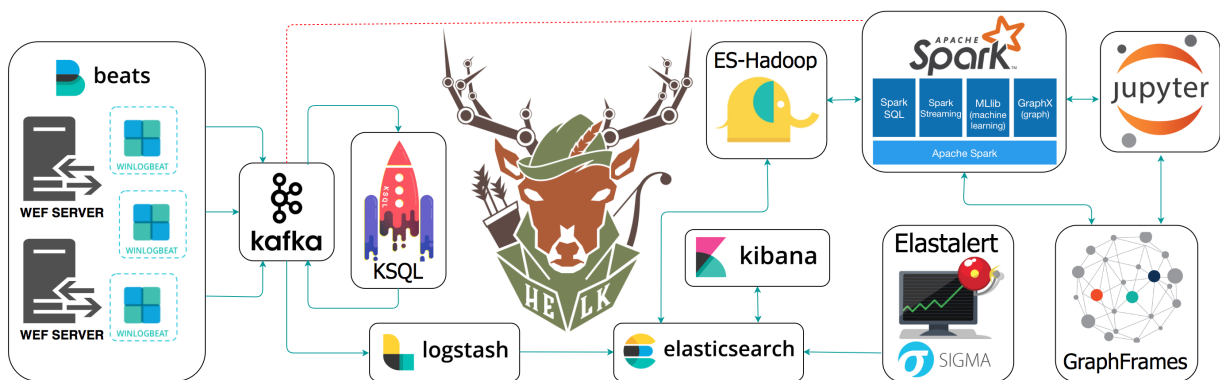 beats
WINLOGBEAT
WEF SERVER
WINLOGBEAT
WEF SERVER
WINLOGBEAT
kafka
KSQL
KSQL
HE LK
logstash
elasticsearch
kibana
ES-Hadoop
APACHE
Spark™
Spark
SQL
Spark
Streaming
MLlib
(machine
learning)
GraphX
(graph)
Apache Spark
jupyter
Elastalert
SIGMA
GraphFrames